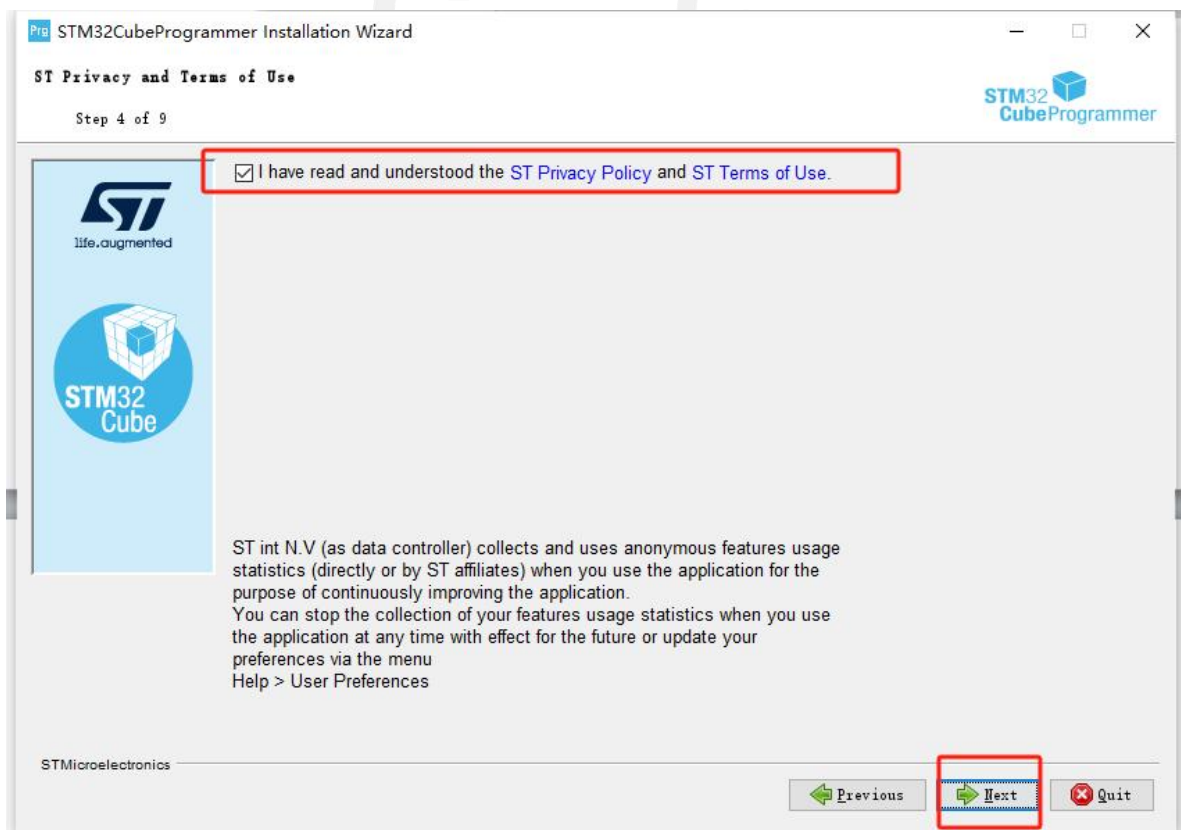 Prg STM32CubeProgrammer Installation Wizard
ST Privacy and Terms of Use
Step 4 of 9
STM32
CubeProgrammer
I have read and understood the ST Privacy Policy and ST Terms of Use.
ST
life.augmented
STM32
Cube
ST int N.V (as data controller) collects and uses anonymous features usage
statistics (directly or by ST affiliates) when you use the application for the
purpose of continuously improving the application.
You can stop the collection of your features usage statistics when you use
the application at any time with effect for the future or update your
preferences via the menu
Help > User Preferences
STMicroelectronics
Previous Next Quit